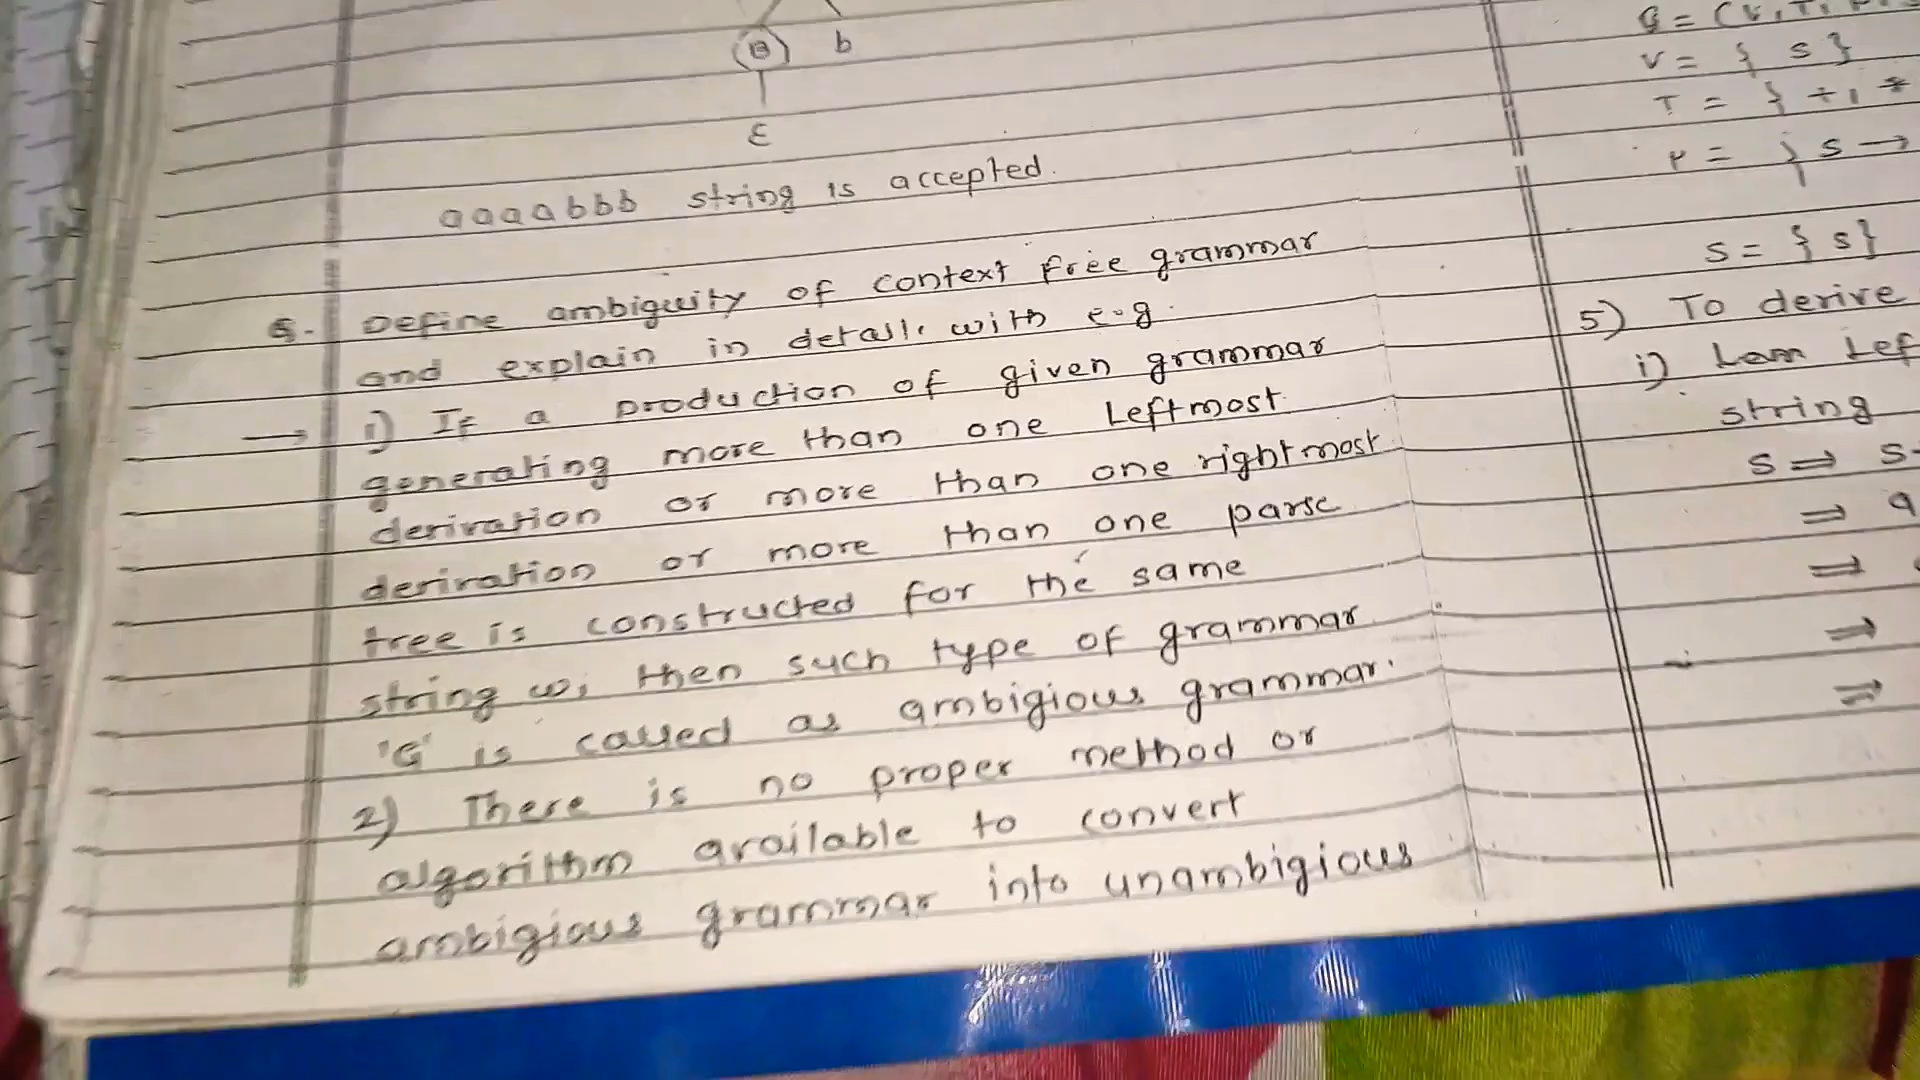 B b
ε
aaaabbb string is accepted.
5. Define ambiguity of context free grammar
and explain in detail. with e.g.
→ i) If a production of given grammar
generating more than one Leftmost
derivation or more than one rightmost
derivation or more than one parse
tree is constructed for the same
string w, then such type of grammar
'G' is called as ambigious grammar.
2) There is no proper method or
algorithm available to convert
ambigious grammar into unambigious
G = (V, T, P, S
V = { S }
T = { +, *
P = { S →
S = { S }
5) To derive
i) Lef
string
S ⇒ S
⇒ a
⇒
⇒
⇒